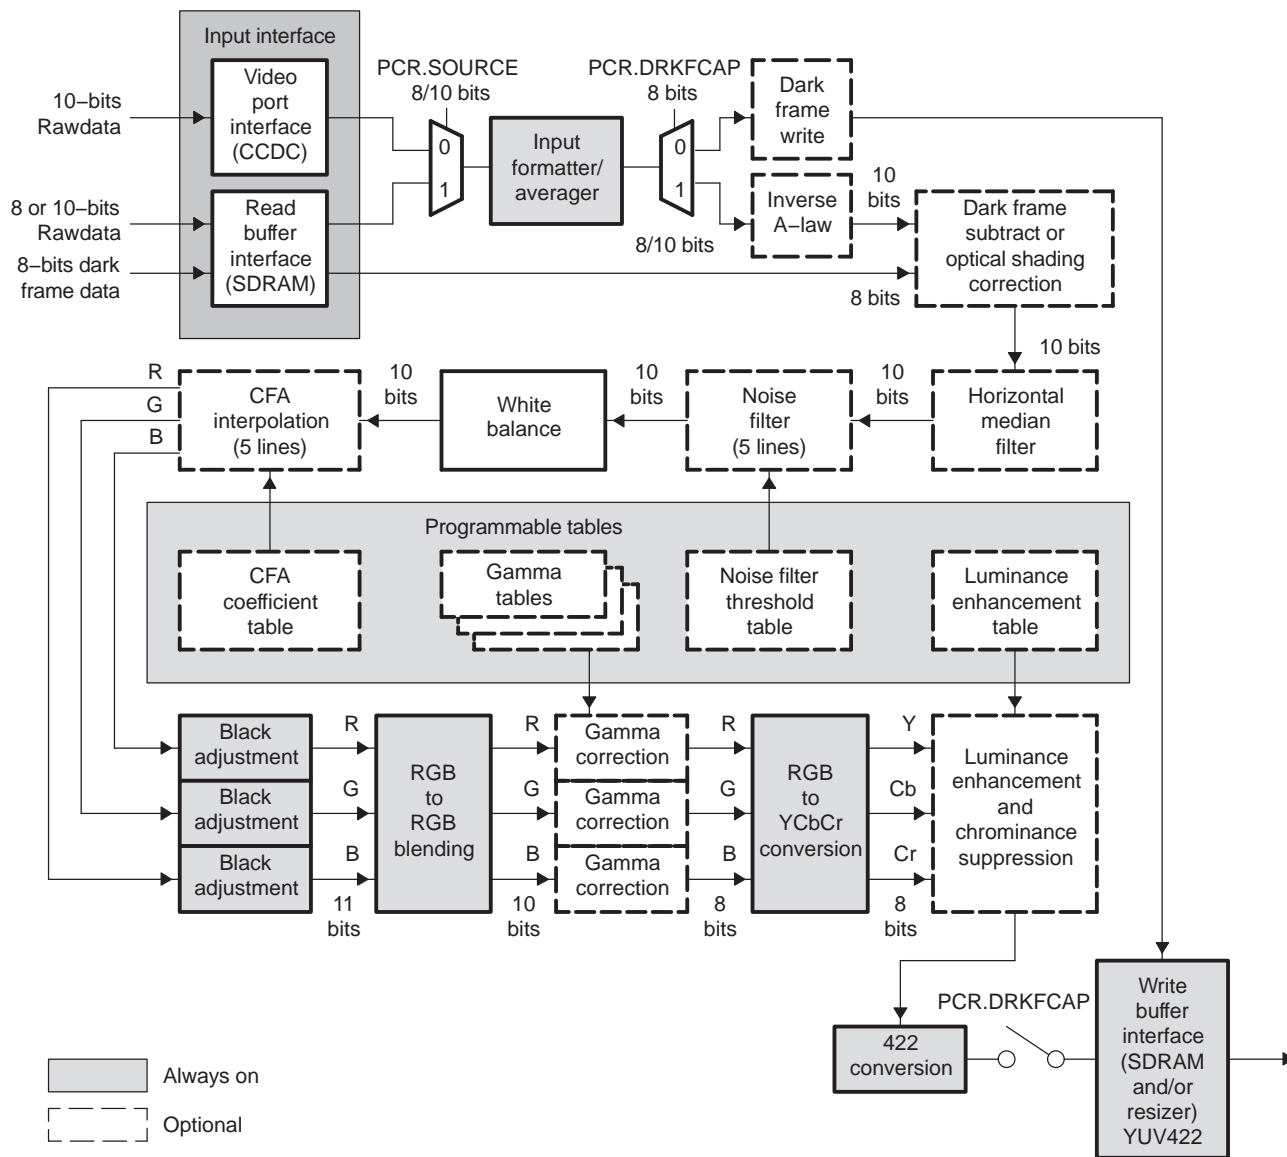 Input interface
Video
port
interface
(CCDC)
10−bits
Rawdata
Read
buffer
interface
(SDRAM)
8 or 10-bits
Rawdata
8−bits dark
frame data
PCR.SOURCE
8/10 bits
0
1
Input
formatter/
averager
PCR.DRKFCAP
8 bits
0
1
8/10 bits
Dark
frame
write
Inverse
A−law
10
bits
8 bits
Dark frame
subtract or
optical shading
correction
10 bits
Horizontal
median
filter
10
bits
Noise
filter
(5 lines)
10
bits
White
balance
10
bits
CFA
interpolation
(5 lines)
R
G
B
Programmable tables
CFA
coefficient
table
Gamma
tables
Noise filter
threshold
table
Luminance
enhancement
table
Black
adjustment
Black
adjustment
Black
adjustment
R
G
B
11
bits
RGB
to
RGB
blending
R
G
B
10
bits
Gamma
correction
Gamma
correction
Gamma
correction
R
G
B
8
bits
RGB
to
YCbCr
conversion
Y
Cb
Cr
8
bits
Luminance
enhancement
and
chrominance
suppression
422
conversion
PCR.DRKFCAP
Write
buffer
interface
(SDRAM
and/or
resizer)
YUV422
Always on
Optional